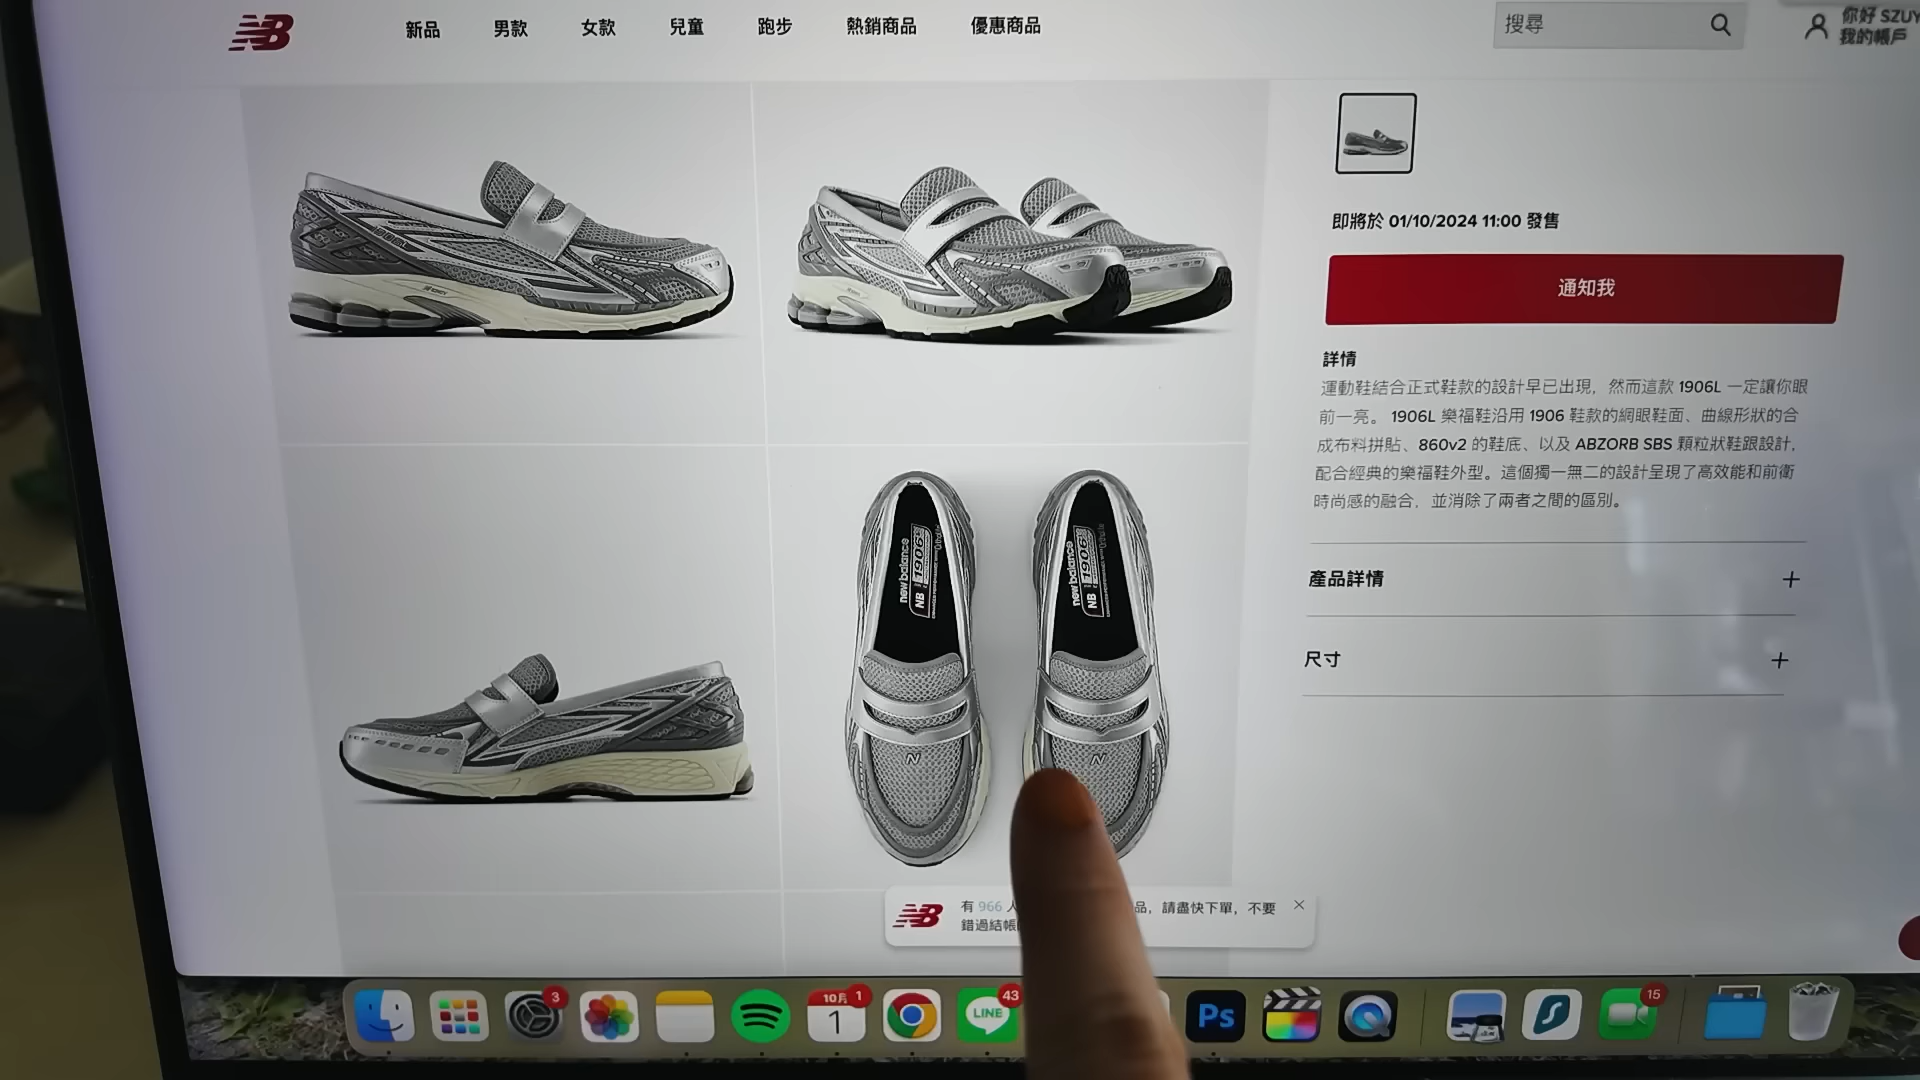 新品 男款 女款 兒童 跑步 熱銷商品 優惠商品
搜尋
你好 SZUY
我的帳戶
即將於 01/10/2024 11:00 發售
通知我
詳情
運動鞋結合正式鞋款的設計早已出現，然而這款 1906L 一定讓你眼
前一亮。 1906L 樂福鞋沿用 1906 鞋款的網眼鞋面、曲線形狀的合
成布料拼貼、860v2 的鞋底、以及 ABZORB SBS 顆粒狀鞋跟設計，
配合經典的樂福鞋外型。這個獨一無二的設計呈現了高效能和前衛
時尚感的融合，並消除了兩者之間的區別。
產品詳情
尺寸
new balance
NB 1906
new balance
NB 1906
N
N
NB
有 966 人
品，請盡快下單，不要
錯過結帳
3
10月 1
1
LINE 43
Ps
15